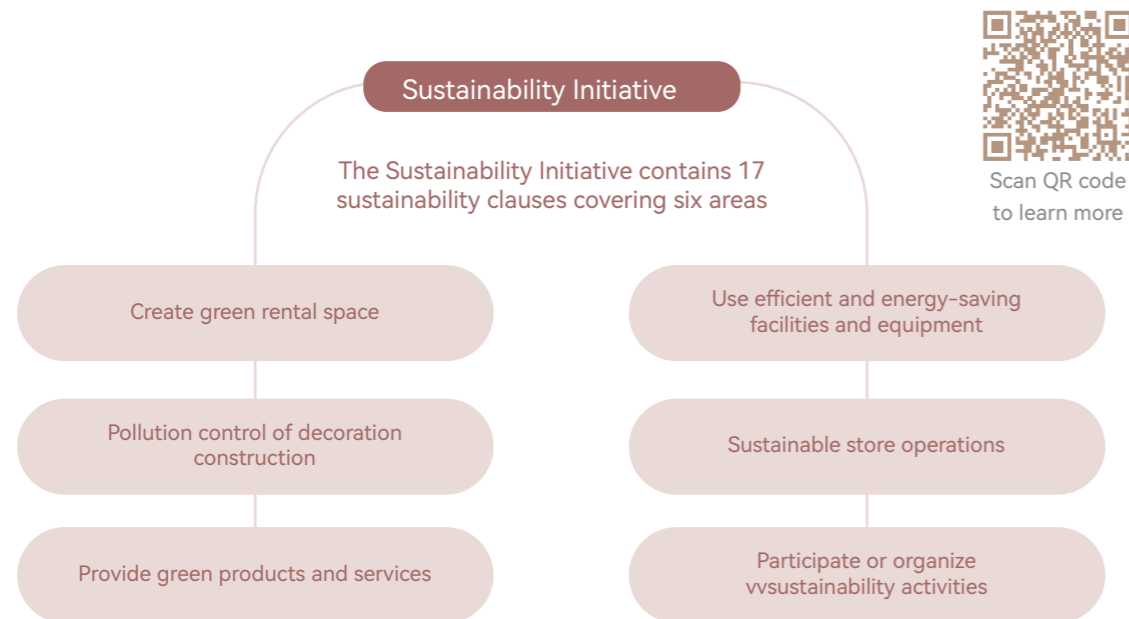 Sustainability Initiative
The Sustainability Initiative contains 17
sustainability clauses covering six areas
Scan QR code
to learn more
Create green rental space
Use efficient and energy-saving
facilities and equipment
Pollution control of decoration
construction
Sustainable store operations
Provide green products and services
Participate or organize
vvsustainability activities